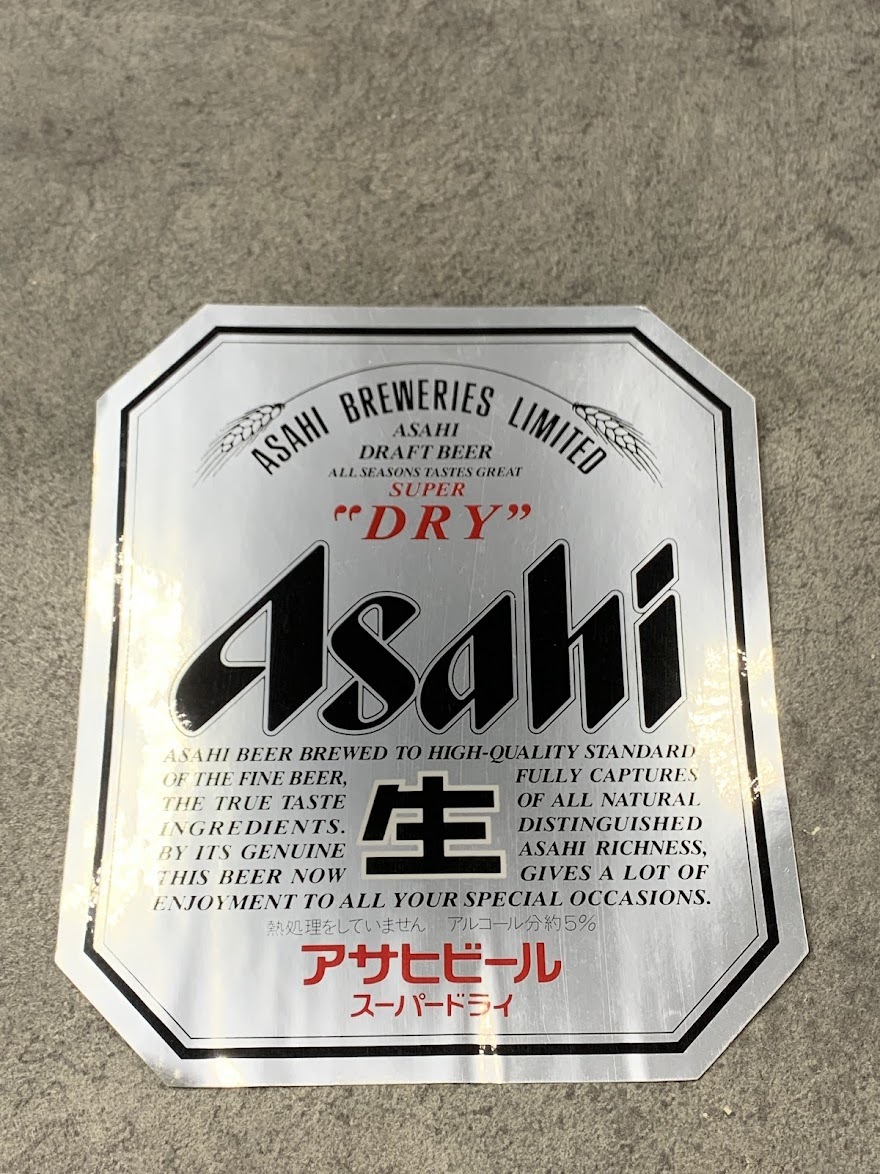 ASAHI BREWERIES LIMITED
ASAHI
DRAFT BEER
ALL SEASONS TASTES GREAT
SUPER
"DRY"
Asahi
ASAHI BEER BREWED TO HIGH-QUALITY STANDARD
OF THE FINE BEER, FULLY CAPTURES
THE TRUE TASTE OF ALL NATURAL
INGREDIENTS. DISTINGUISHED
BY ITS GENUINE ASAHI RICHNESS,
THIS BEER NOW GIVES A LOT OF
生
ENJOYMENT TO ALL YOUR SPECIAL OCCASIONS.
熱処理をしていません アルコール分約5%
アサヒビール
スーパードライ